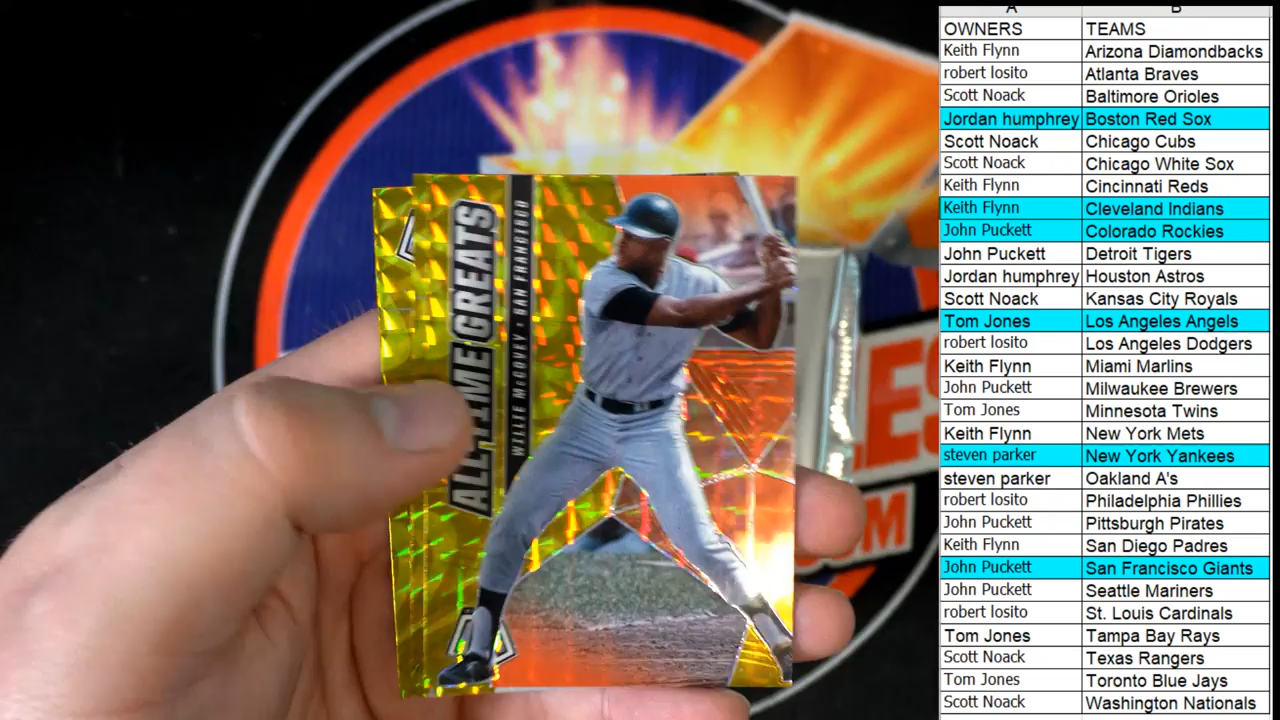 A B
OWNERS TEAMS
Keith Flynn Arizona Diamondbacks
robert losito Atlanta Braves
Scott Noack Baltimore Orioles
Jordan humphrey Boston Red Sox
Scott Noack Chicago Cubs
Scott Noack Chicago White Sox
Keith Flynn Cincinnati Reds
Keith Flynn Cleveland Indians
John Puckett Colorado Rockies
John Puckett Detroit Tigers
Jordan humphrey Houston Astros
Scott Noack Kansas City Royals
Tom Jones Los Angeles Angels
robert losito Los Angeles Dodgers
Keith Flynn Miami Marlins
John Puckett Milwaukee Brewers
Tom Jones Minnesota Twins
Keith Flynn New York Mets
steven parker New York Yankees
steven parker Oakland A's
robert losito Philadelphia Phillies
John Puckett Pittsburgh Pirates
Keith Flynn San Diego Padres
John Puckett San Francisco Giants
John Puckett Seattle Mariners
robert losito St. Louis Cardinals
Tom Jones Tampa Bay Rays
Scott Noack Texas Rangers
Tom Jones Toronto Blue Jays
Scott Noack Washington Nationals
ALL-TIME GREATS
WILLIE McCOVEY • SAN FRANCISCO